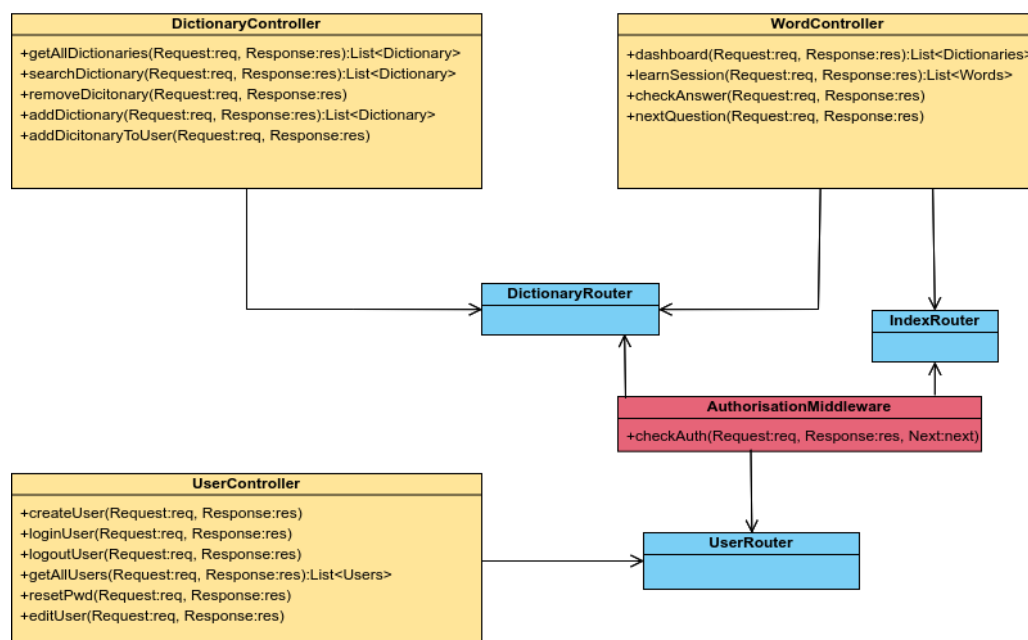 DictionaryController
+getAllDictionaries(Request:req, Response:res):List<Dictionary>
+searchDictionary(Request:req, Response:res):List<Dictionary>
+removeDicitonary(Request:req, Response:res)
+addDictionary(Request:req, Response:res):List<Dictionary>
+addDicitonaryToUser(Request:req, Response:res)
WordController
+dashboard(Request:req, Response:res):List<Dictionaries>
+learnSession(Request:req, Response:res):List<Words>
+checkAnswer(Request:req, Response:res)
+nextQuestion(Request:req, Response:res)
DictionaryRouter
IndexRouter
AuthorisationMiddleware
+checkAuth(Request:req, Response:res, Next:next)
UserController
+createUser(Request:req, Response:res)
+loginUser(Request:req, Response:res)
+logoutUser(Request:req, Response:res)
+getAllUsers(Request:req, Response:res):List<Users>
+resetPwd(Request:req, Response:res)
+editUser(Request:req, Response:res)
UserRouter